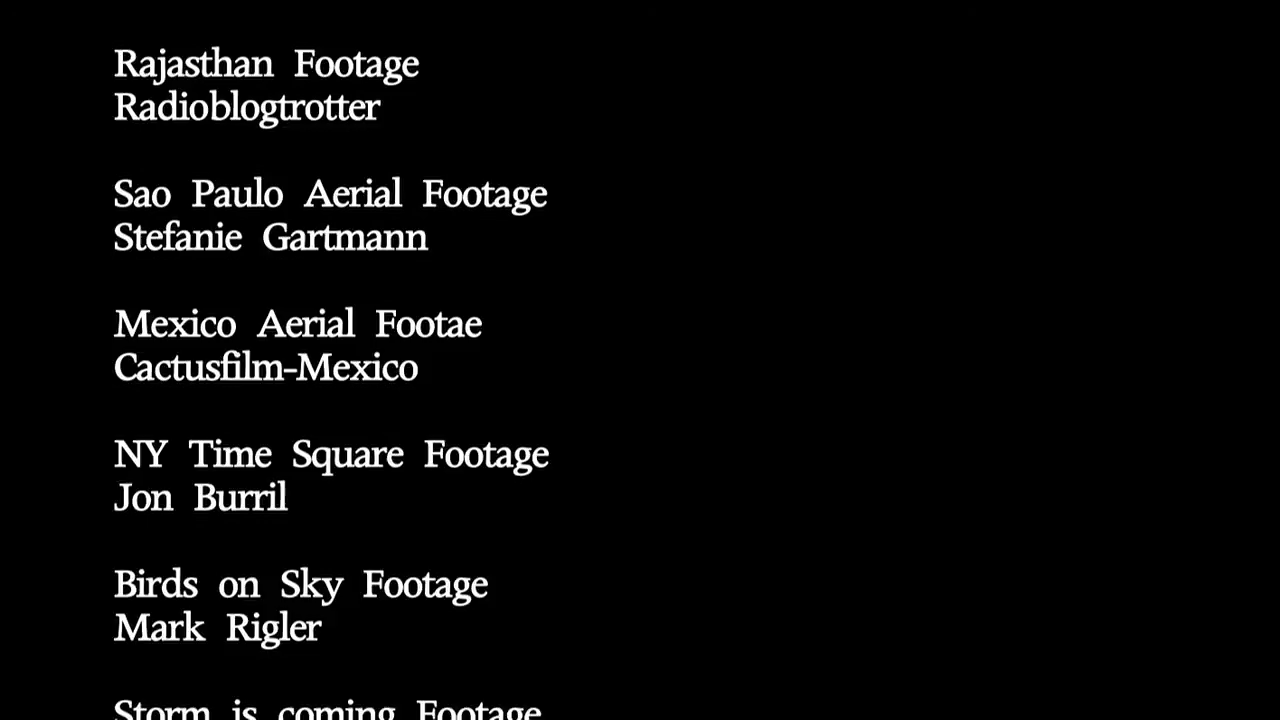 Rajasthan Footage
Radioblogtrotter
Sao Paulo Aerial Footage
Stefanie Gartmann
Mexico Aerial Footae
Cactusfilm-Mexico
NY Time Square Footage
Jon Burril
Birds on Sky Footage
Mark Rigler
Storm is coming Footage